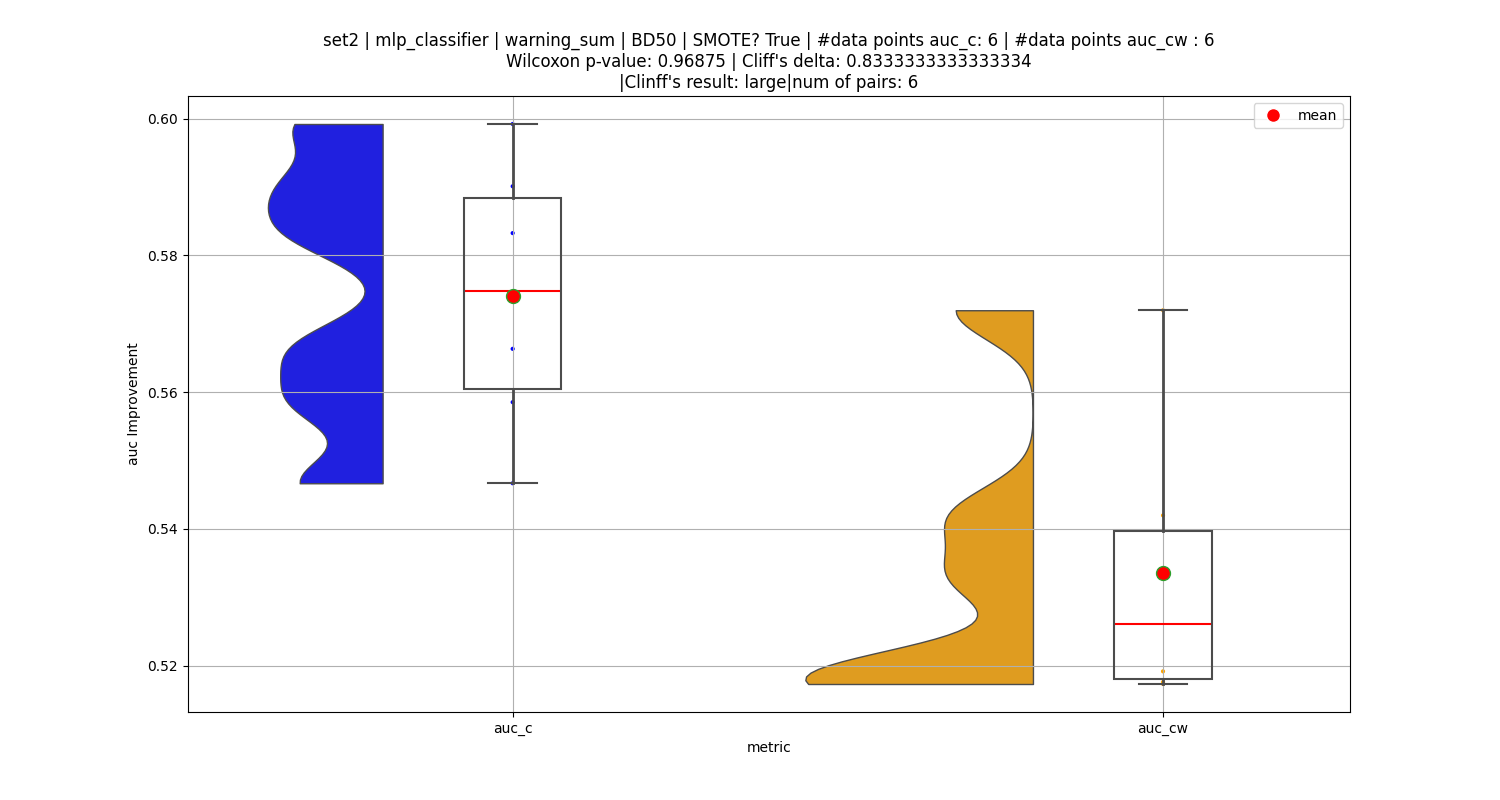 set2 | mlp_classifier | warning_sum | BD50 | SMOTE? True | #data points auc_c: 6 | #data points auc_cw : 6
Wilcoxon p-value: 0.96875 | Cliff's delta: 0.8333333333333334
|Clinff's result: large|num of pairs: 6
mean
0.60
0.58
0.56
0.54
0.52
auc Improvement
auc_c
auc_cw
metric